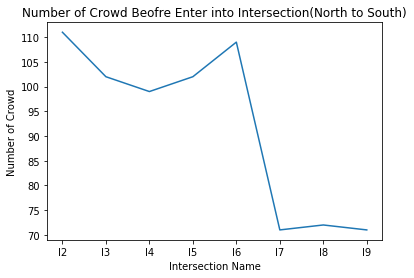 Number of Crowd Beofre Enter into Intersection(North to South)
110
105
100
95
90
85
80
75
70
Number of Crowd
I2 I3 I4 I5 I6 I7 I8 I9
Intersection Name